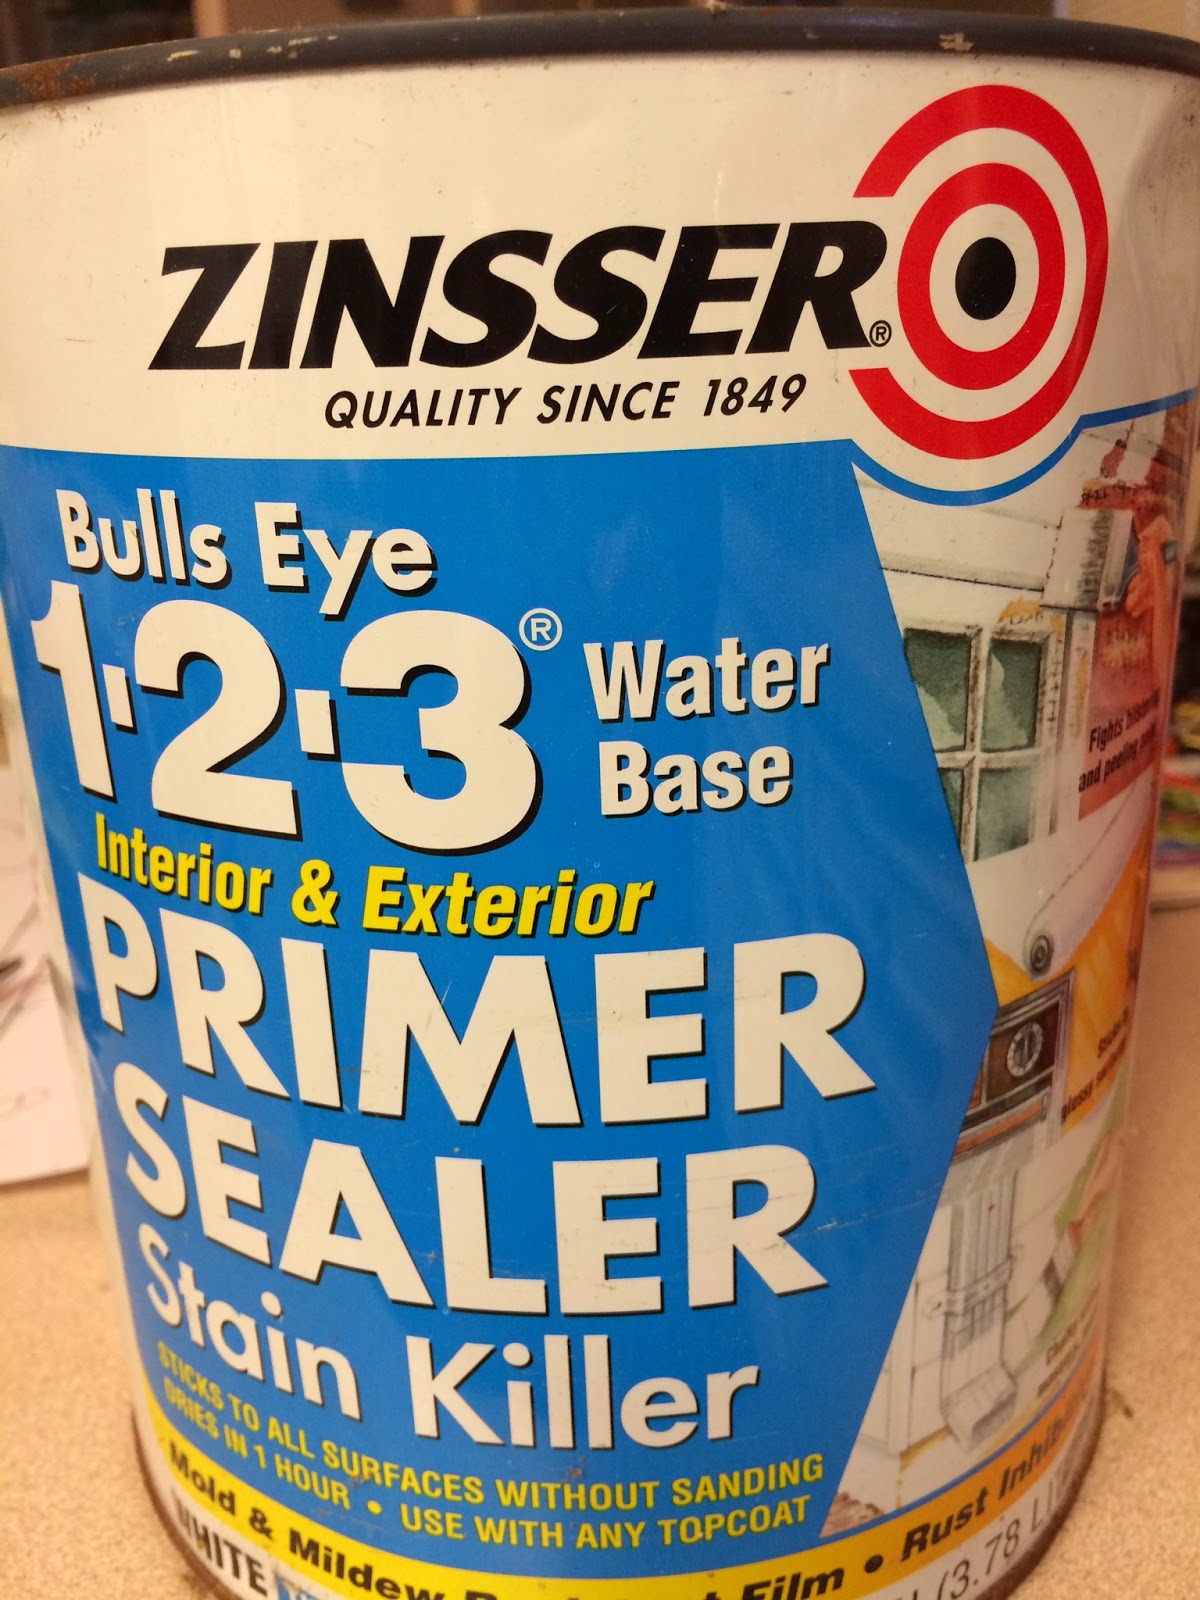 ZINSSER®
QUALITY SINCE 1849
Bulls Eye
1-2-3®
Water
Base
Interior & Exterior
PRIMER
SEALER
Stain Killer
STICKS TO ALL SURFACES WITHOUT SANDING
DRIES IN 1 HOUR • USE WITH ANY TOPCOAT
Mold & Mildew Film • Rust
WHITE
(3.78
Fights
and peeling
glossy